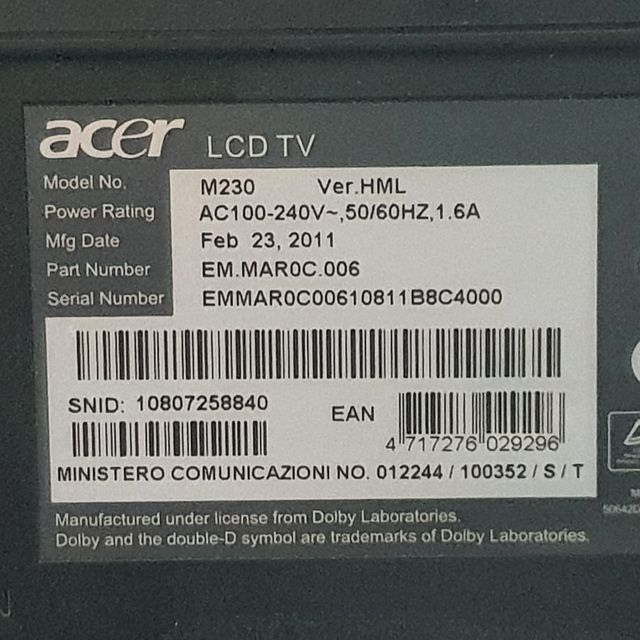 acer LCD TV
Model No. M230 Ver.HML
Power Rating AC100-240V~,50/60HZ,1.6A
Mfg Date Feb 23, 2011
Part Number EM.MAR0C.006
Serial Number EMMAR0C00610811B8C4000
SNID: 10807258840
EAN
4 717276 029296
MINISTERO COMUNICAZIONI NO. 012244 / 100352 / S / T
Manufactured under license from Dolby Laboratories.
Dolby and the double-D symbol are trademarks of Dolby Laboratories.